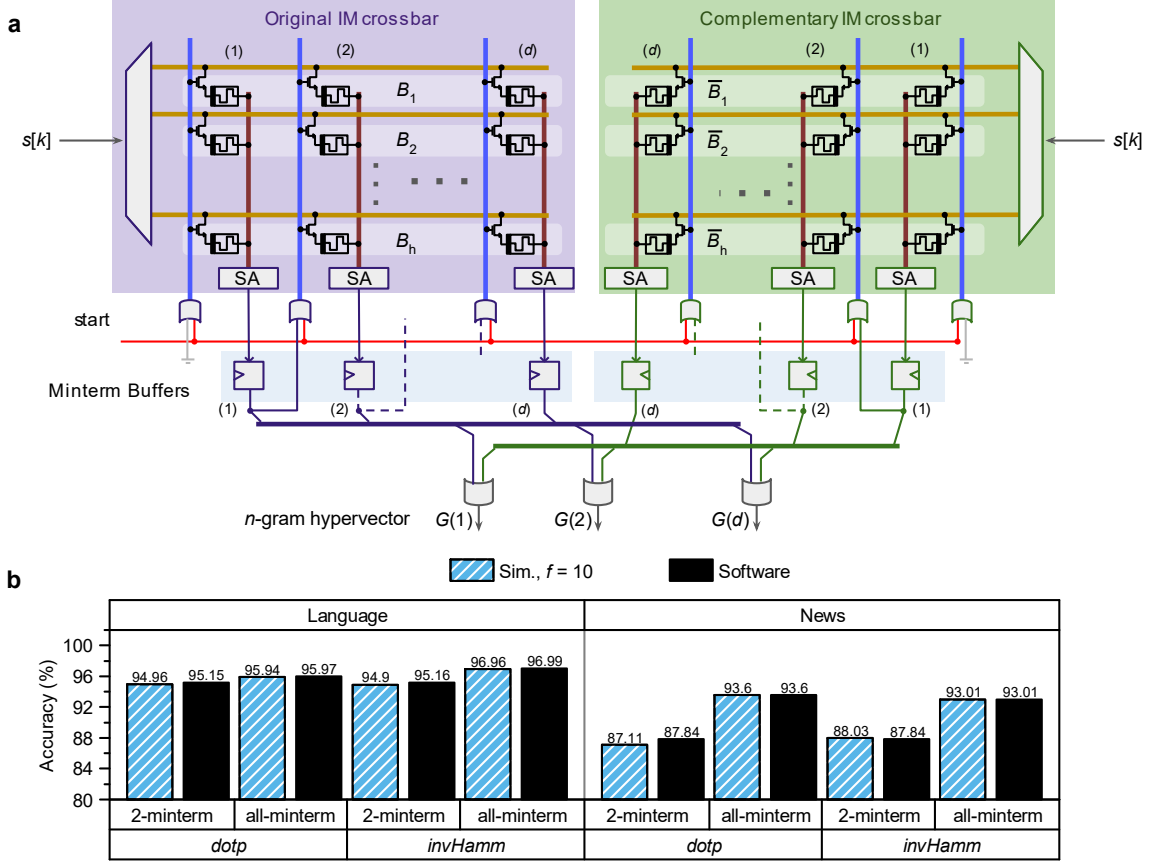 a
Original IM crossbar
Complementary IM crossbar
(1) (2) (d)
(d) (2) (1)
B1
B̅1
B2
B̅2
s[k]
s[k]
Bh
B̅h
SA SA SA SA SA SA
start
Minterm Buffers
(1) (2) (d) (d) (2) (1)
n-gram hypervector G(1) G(2) G(d)
b
Sim., f = 10 Software
Language News
Accuracy (%)
100
96
92
88
84
80
94.96 95.15 95.94 95.97 94.9 95.16 96.96 96.99
87.11 87.84 93.6 93.6 88.03 87.84 93.01 93.01
2-minterm all-minterm 2-minterm all-minterm 2-minterm all-minterm 2-minterm all-minterm
dotp invHamm dotp invHamm